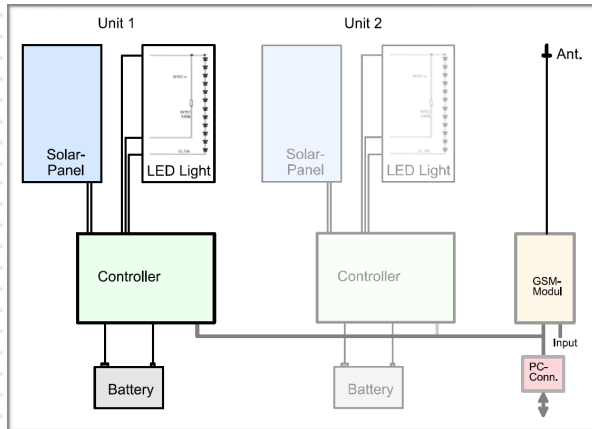 Unit 1
Unit 2
Ant.
Solar-
Panel
LED Light
Solar-
Panel
LED Light
Controller
Controller
GSM-
Modul
Input
PC-
Conn.
Battery
Battery